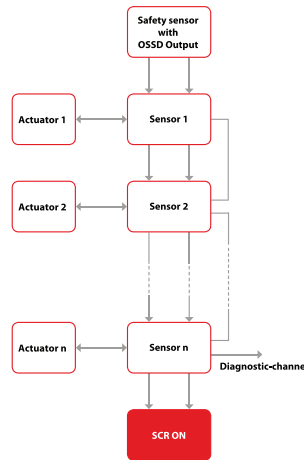 Safety sensor
with
OSSD Output
Actuator 1
Sensor 1
Actuator 2
Sensor 2
Actuator n
Sensor n
Diagnostic-channe
SCR ON